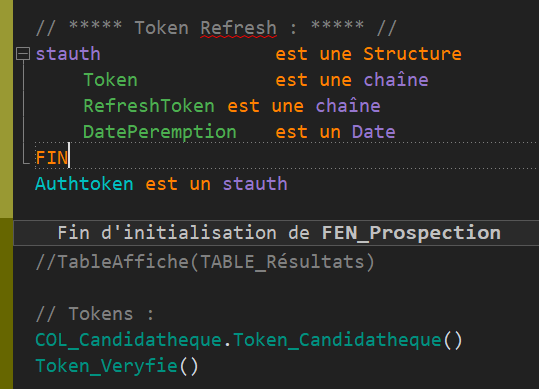 // ***** Token Refresh : ***** //
stauth est une Structure
Token est une chaîne
RefreshToken est une chaîne
DatePeremption est un Date
FIN
Authtoken est un stauth
Fin d'initialisation de FEN_Prospection
//TableAffiche(TABLE_Résultats)
// Tokens :
COL_Candidatheque.Token_Candidatheque()
Token_Veryfie()